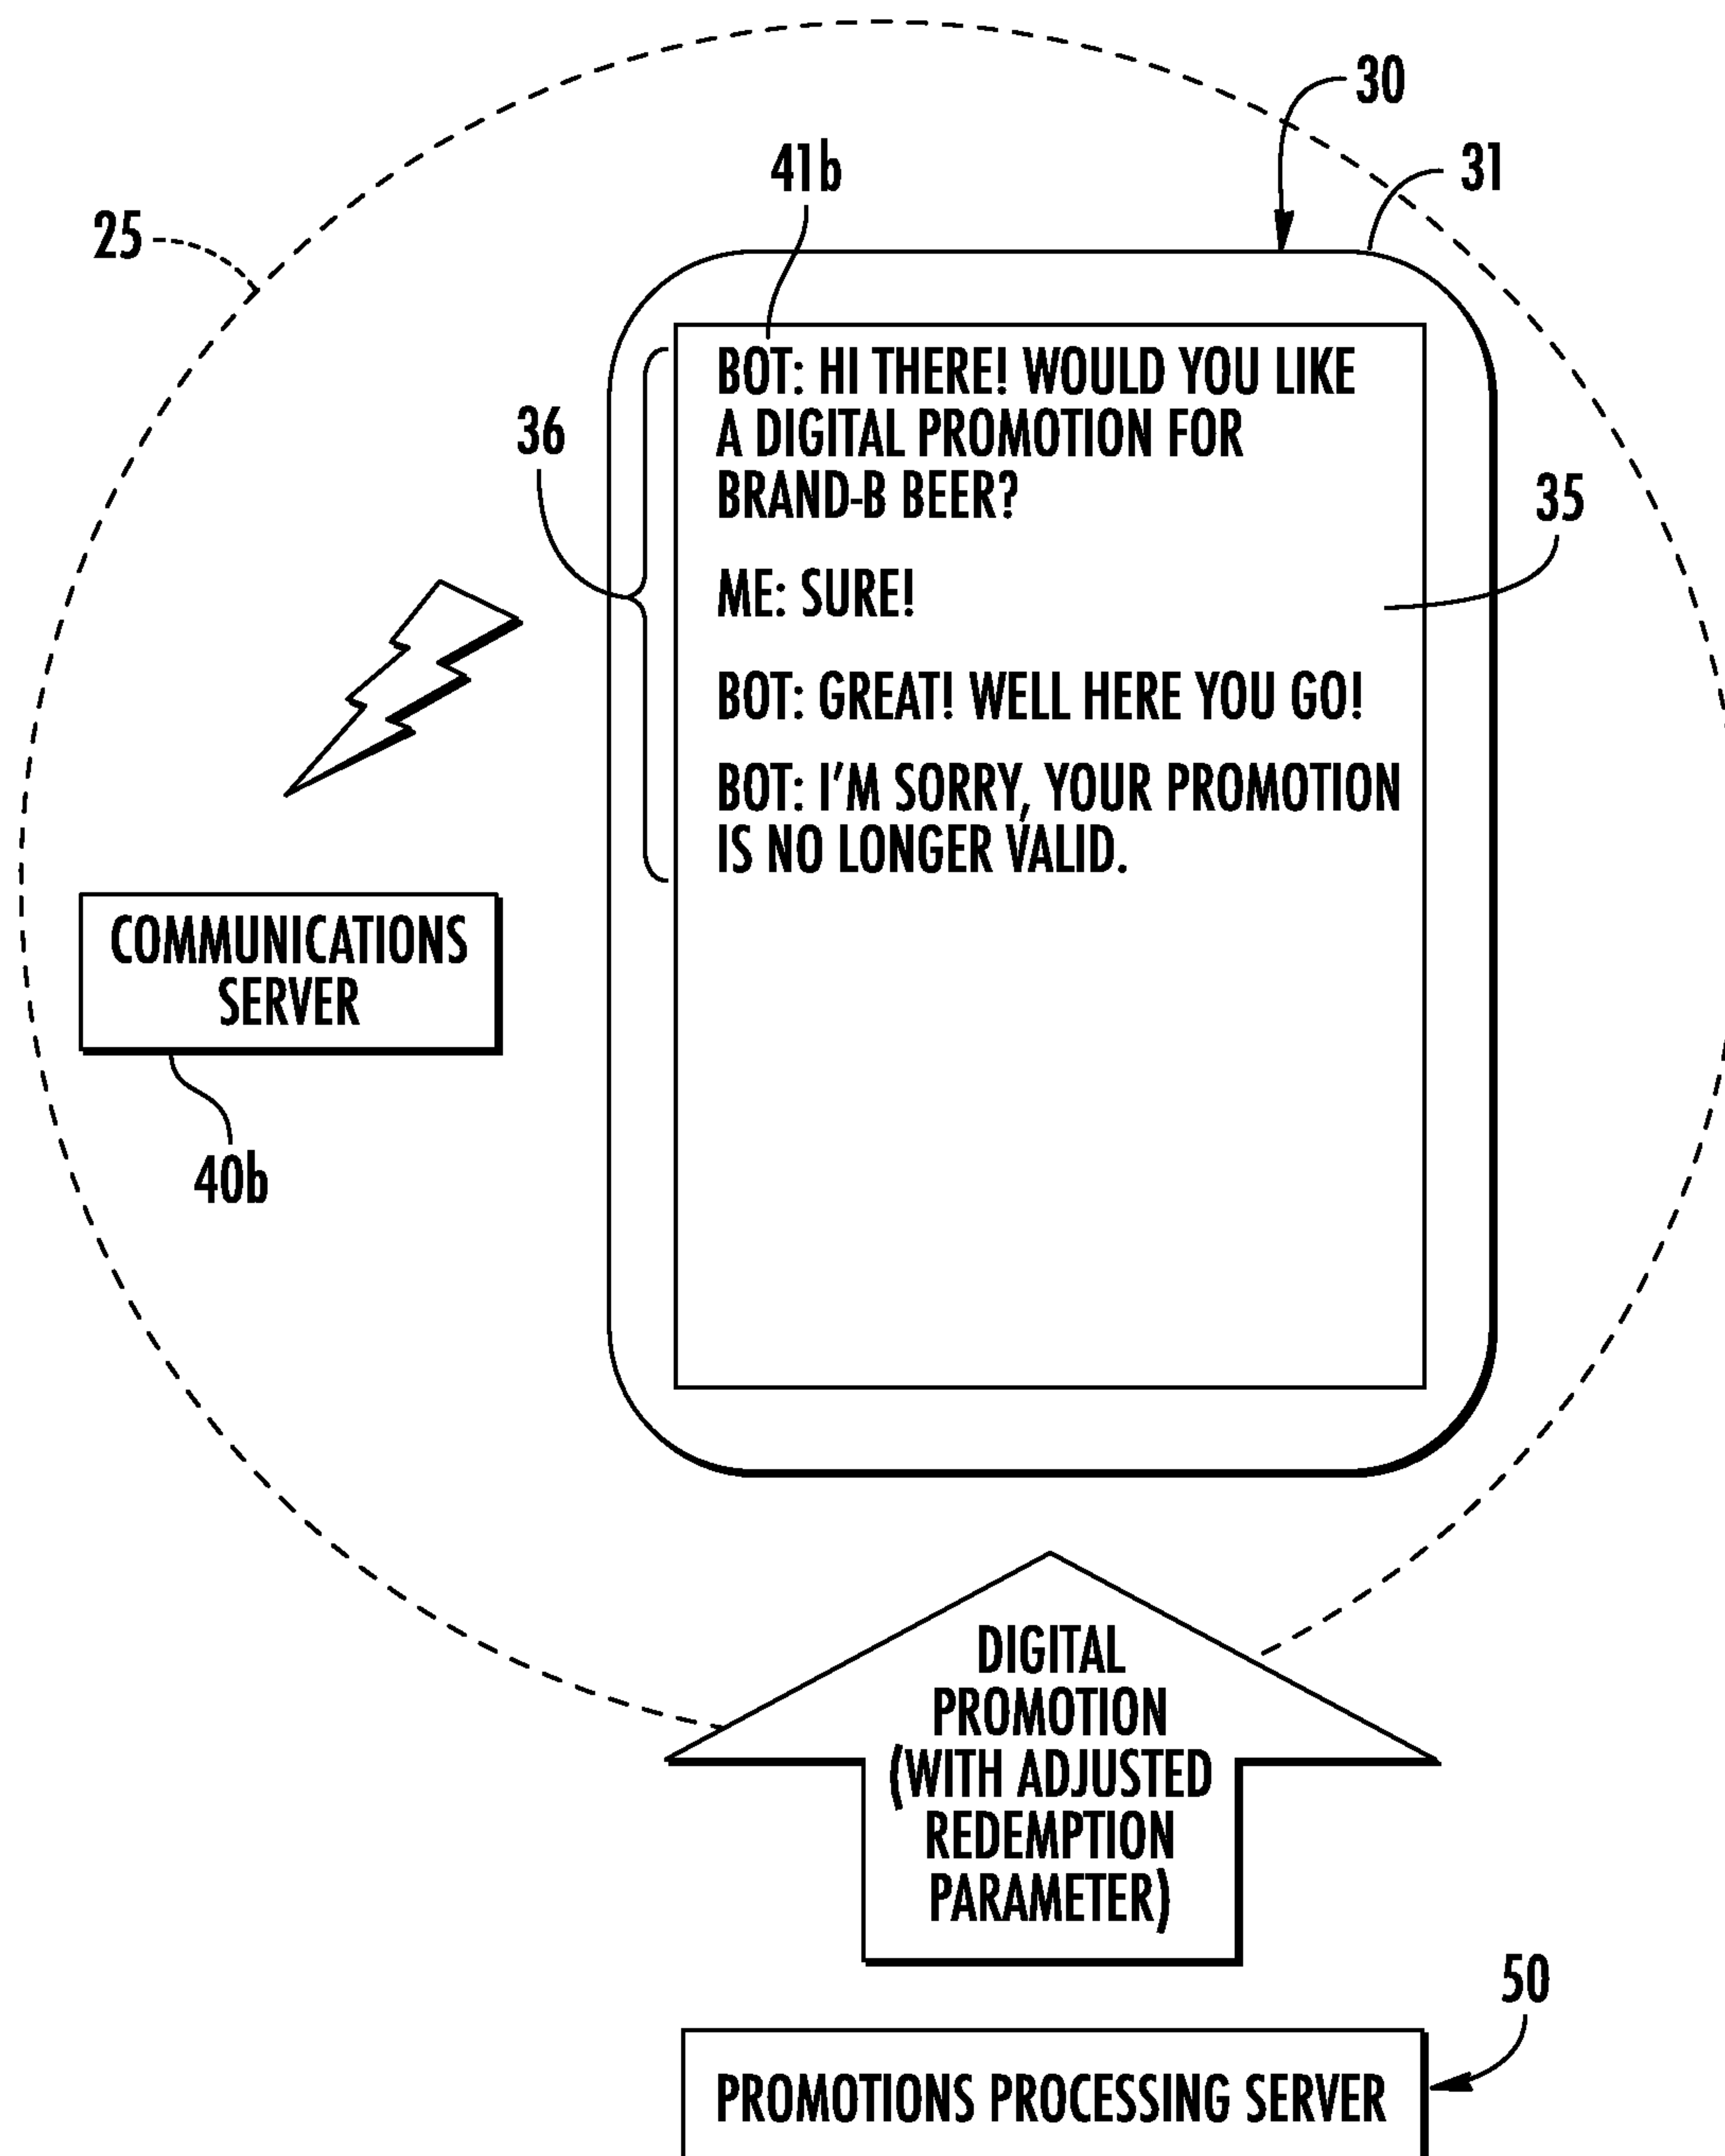 30
31
41b
25
BOT: HI THERE! WOULD YOU LIKE
A DIGITAL PROMOTION FOR
BRAND-B BEER?
36
35
ME: SURE!
BOT: GREAT! WELL HERE YOU GO!
BOT: I'M SORRY, YOUR PROMOTION
IS NO LONGER VALID.
COMMUNICATIONS
SERVER
40b
DIGITAL
PROMOTION
(WITH ADJUSTED
REDEMPTION
PARAMETER)
50
PROMOTIONS PROCESSING SERVER